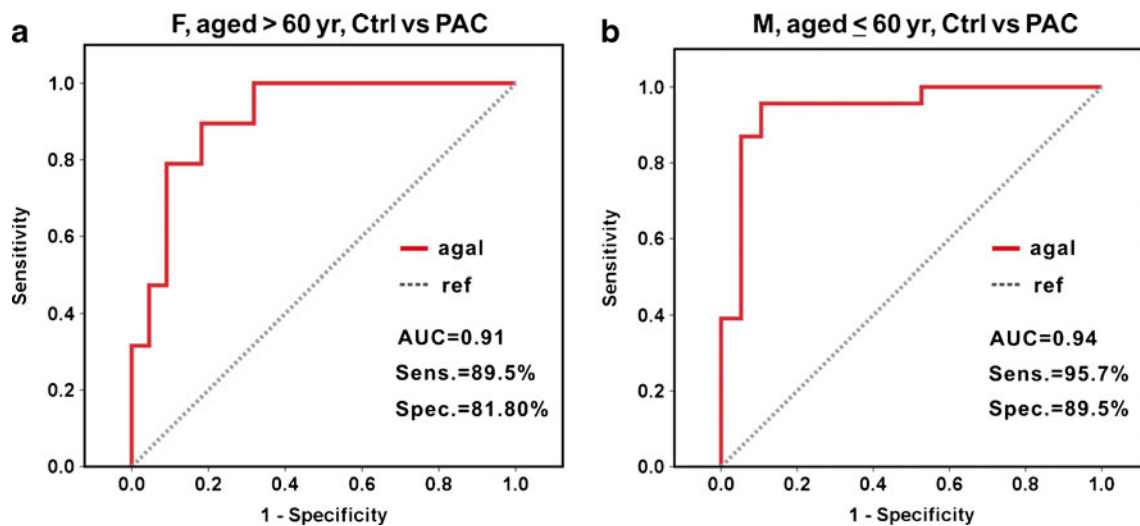 a
F, aged > 60 yr, Ctrl vs PAC
1.0
0.8
0.6
0.4
0.2
0.0
Sensitivity
agal
ref
AUC=0.91
Sens.=89.5%
Spec.=81.80%
0.0 0.2 0.4 0.6 0.8 1.0
1 - Specificity
b
M, aged ≤ 60 yr, Ctrl vs PAC
1.0
0.8
0.6
0.4
0.2
0.0
Sensitivity
agal
ref
AUC=0.94
Sens.=95.7%
Spec.=89.5%
0.0 0.2 0.4 0.6 0.8 1.0
1 - Specificity